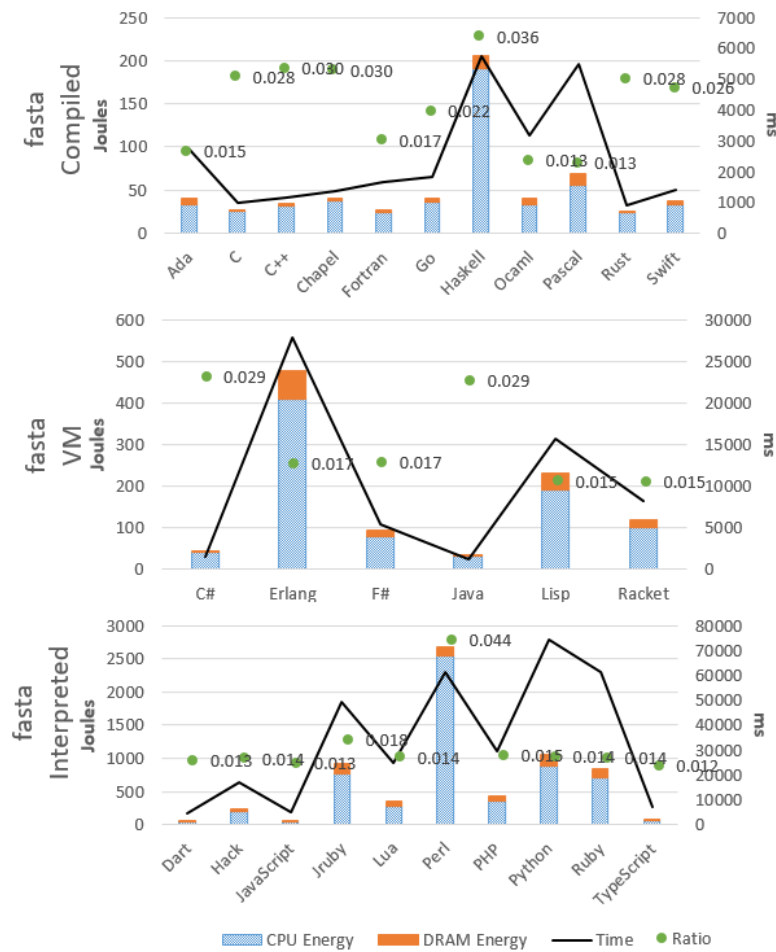 fasta
Compiled
Joules
250
200
150
100
50
0
7000
6000
5000
4000
3000
2000
1000
0
ms
0.015
0.028
0.030
0.030
0.017
0.022
0.036
0.013
0.013
0.028
0.026
Ada
C
C++
Chapel
Fortran
Go
Haskell
Ocaml
Pascal
Rust
Swift
fasta
VM
Joules
600
500
400
300
200
100
0
30000
25000
20000
15000
10000
5000
0
ms
0.029
0.017
0.017
0.029
0.015
0.015
C#
Erlang
F#
Java
Lisp
Racket
fasta
Interpreted
Joules
3000
2500
2000
1500
1000
500
0
80000
70000
60000
50000
40000
30000
20000
10000
0
ms
0.013
0.014
0.013
0.018
0.014
0.044
0.015
0.014
0.014
0.012
Dart
Hack
JavaScript
Jruby
Lua
Perl
PHP
Python
Ruby
TypeScript
CPU Energy DRAM Energy Time Ratio